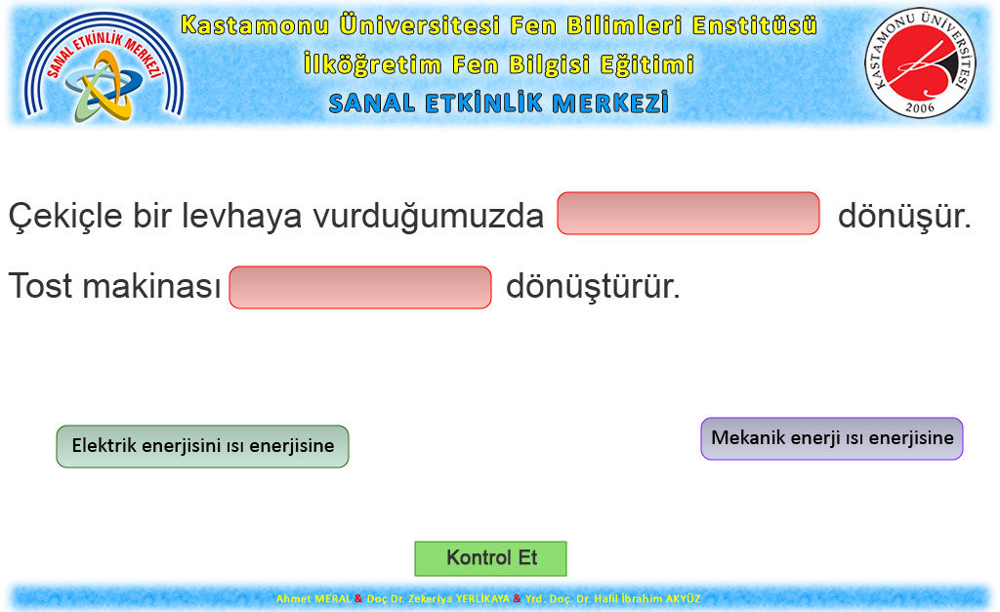 Kastamonu Üniversitesi Fen Bilimleri Enstitüsü
İlköğretim Fen Bilgisi Eğitimi
SANAL ETKİNLİK MERKEZİ
SANAL ETKİNLİK MERKEZİ
KASTAMONU ÜNİVERSİTESİ
2006
Çekiçle bir levhaya vurduğumuzda dönüşür.
Tost makinası dönüştürür.
Elektrik enerjisini ısı enerjisine
Mekanik enerji ısı enerjisine
Kontrol Et
Ahmet MERAL & Doç Dr. Zekeriya YERLİKAYA & Yrd. Doç. Dr. Halil İbrahim AKYÜZ